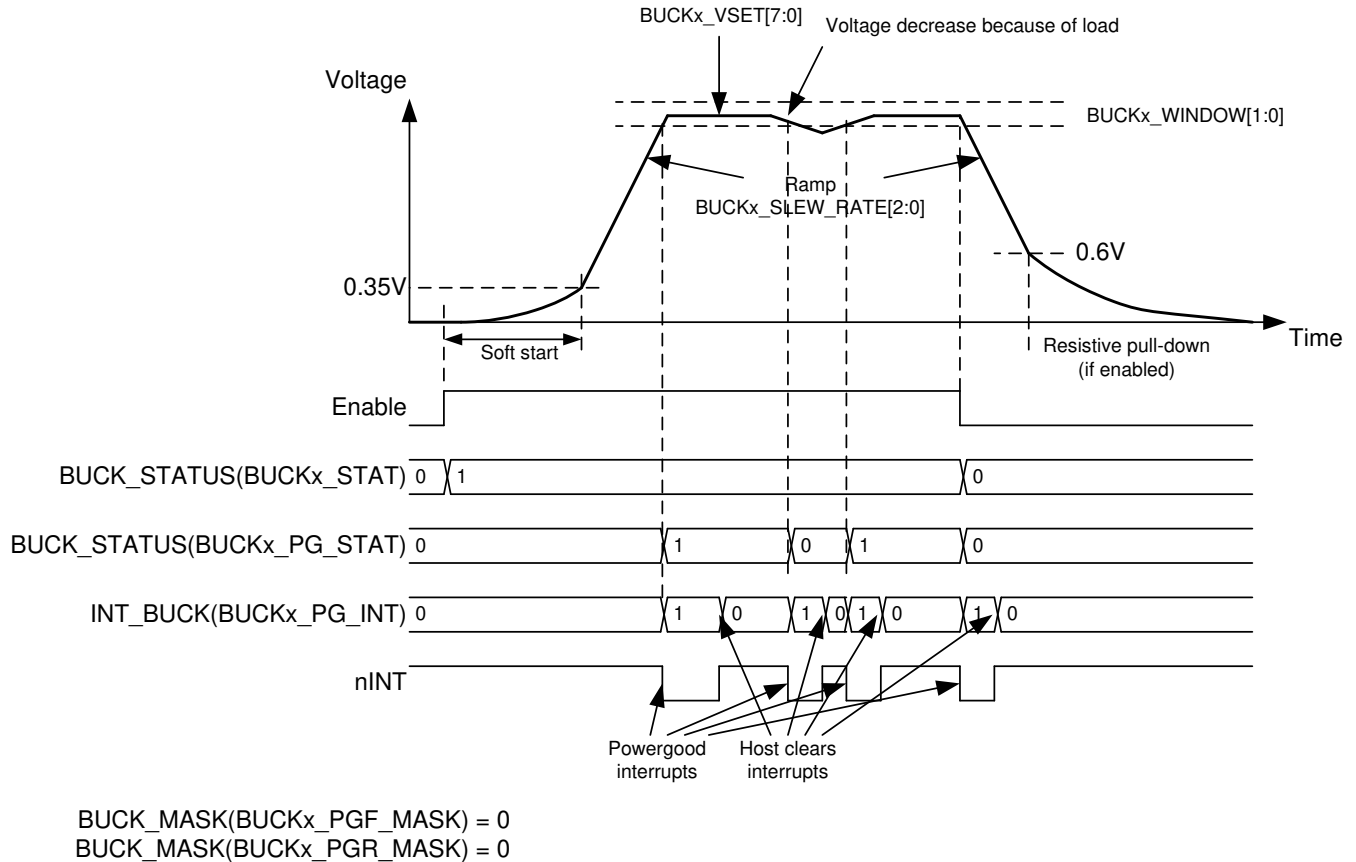 BUCKx_VSET[7:0]
Voltage decrease because of load
Voltage
BUCKx_WINDOW[1:0]
Ramp
BUCKx_SLEW_RATE[2:0]
0.6V
0.35V
Time
Soft start
Resistive pull-down
(if enabled)
Enable
BUCK_STATUS(BUCKx_STAT) 0 1 0
BUCK_STATUS(BUCKx_PG_STAT) 0 1 0 1 0
INT_BUCK(BUCKx_PG_INT) 0 1 0 1 0 1 0 1 0
nINT
Powergood
interrupts
Host clears
interrupts
BUCK_MASK(BUCKx_PGF_MASK) = 0
BUCK_MASK(BUCKx_PGR_MASK) = 0